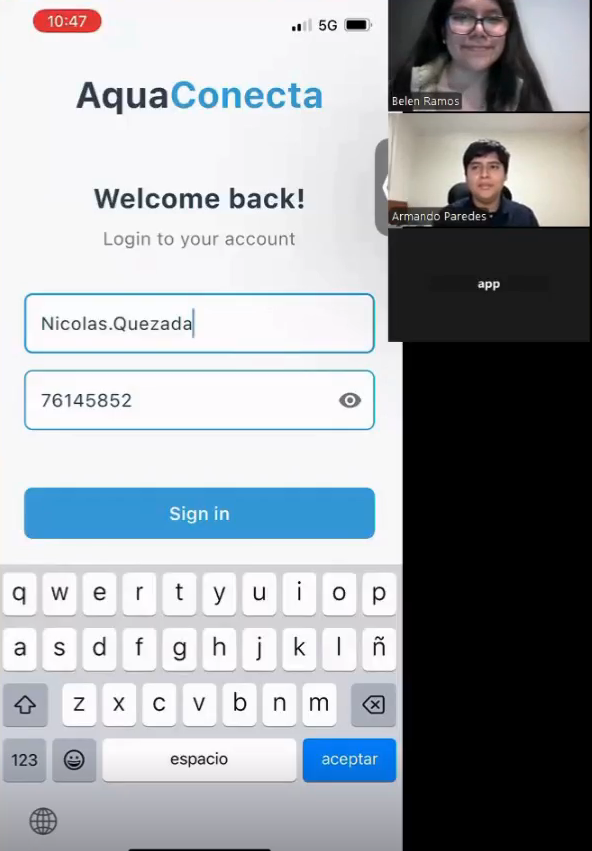 10:47
5G
AquaConecta
Welcome back!
Login to your account
Nicolas.Quezada
76145852
Sign in
q w e r t y u i o p
a s d f g h j k l ñ
z x c v b n m
123
espacio
aceptar
Belen Ramos
Armando Paredes
app